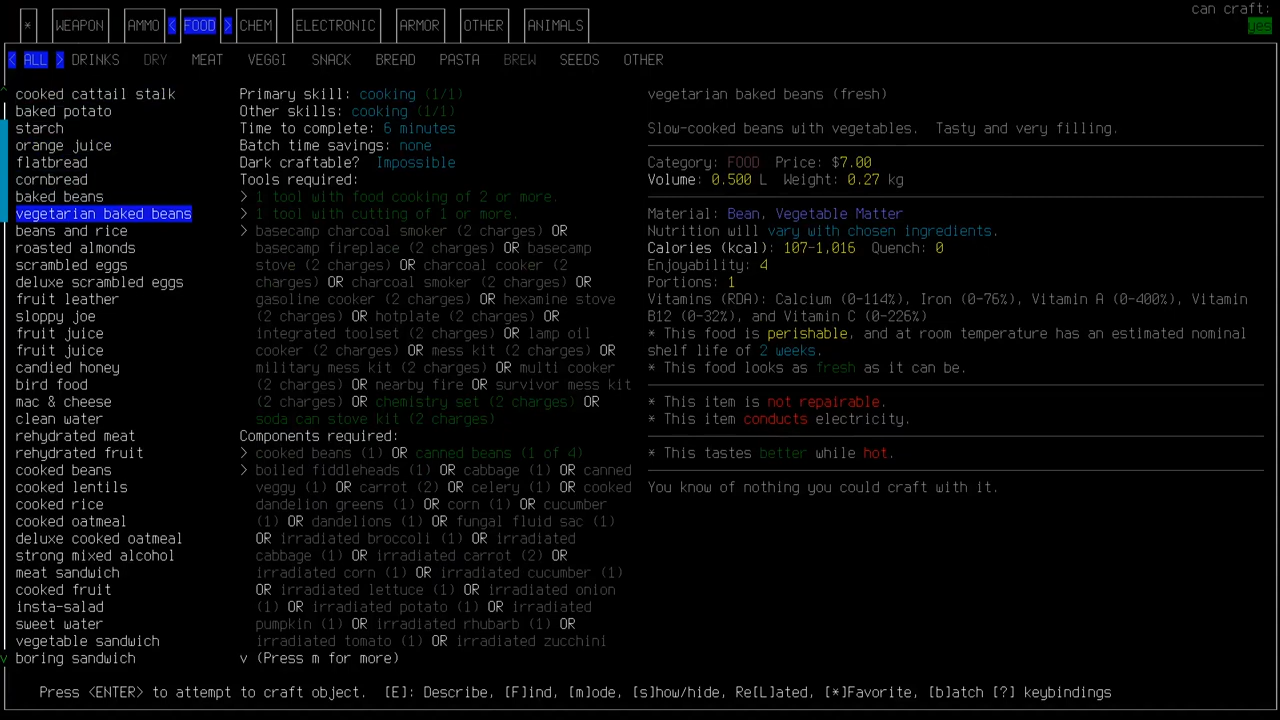 can craft:
* WEAPON AMMO < FOOD > CHEM ELECTRONIC ARMOR OTHER ANIMALS yes
< ALL > DRINKS DRY MEAT VEGGI SNACK BREAD PASTA BREW SEEDS OTHER
^ cooked cattail stalk
baked potato
starch
orange juice
flatbread
cornbread
baked beans
vegetarian baked beans
beans and rice
roasted almonds
scrambled eggs
deluxe scrambled eggs
fruit leather
sloppy joe
fruit juice
fruit juice
candied honey
bird food
mac & cheese
clean water
rehydrated meat
rehydrated fruit
cooked beans
cooked lentils
cooked rice
cooked oatmeal
deluxe cooked oatmeal
strong mixed alcohol
meat sandwich
cooked fruit
insta-salad
sweet water
vegetable sandwich
v boring sandwich
Primary skill: cooking (1/1)
Other skills: cooking (1/1)
Time to complete: 6 minutes
Batch time savings: none
Dark craftable? Impossible
Tools required:
> 1 tool with food cooking of 2 or more.
> 1 tool with cutting of 1 or more.
> basecamp charcoal smoker (2 charges) OR
basecamp fireplace (2 charges) OR basecamp
stove (2 charges) OR charcoal cooker (2
charges) OR charcoal smoker (2 charges) OR
gasoline cooker (2 charges) OR hexamine stove
(2 charges) OR hotplate (2 charges) OR
integrated toolset (2 charges) OR lamp oil
cooker (2 charges) OR mess kit (2 charges) OR
military mess kit (2 charges) OR multi cooker
(2 charges) OR nearby fire OR survivor mess kit
(2 charges) OR chemistry set (2 charges) OR
soda can stove kit (2 charges)
Components required:
> cooked beans (1) OR canned beans (1 of 4)
> boiled fiddleheads (1) OR cabbage (1) OR canned
veggy (1) OR carrot (2) OR celery (1) OR cooked
dandelion greens (1) OR corn (1) OR cucumber
(1) OR dandelions (1) OR fungal fluid sac (1)
OR irradiated broccoli (1) OR irradiated
cabbage (1) OR irradiated carrot (2) OR
irradiated corn (1) OR irradiated cucumber (1)
OR irradiated lettuce (1) OR irradiated onion
(1) OR irradiated potato (1) OR irradiated
pumpkin (1) OR irradiated rhubarb (1) OR
irradiated tomato (1) OR irradiated zucchini
v (Press m for more)
vegetarian baked beans (fresh)
Slow-cooked beans with vegetables. Tasty and very filling.
Category: FOOD Price: $7.00
Volume: 0.500 L Weight: 0.27 kg
Material: Bean, Vegetable Matter
Nutrition will vary with chosen ingredients.
Calories (kcal): 107-1,016 Quench: 0
Enjoyability: 4
Portions: 1
Vitamins (RDA): Calcium (0-114%), Iron (0-76%), Vitamin A (0-400%), Vitamin
B12 (0-32%), and Vitamin C (0-226%)
* This food is perishable, and at room temperature has an estimated nominal
shelf life of 2 weeks.
* This food looks as fresh as it can be.
* This item is not repairable.
* This item conducts electricity.
* This tastes better while hot.
You know of nothing you could craft with it.
Press <ENTER> to attempt to craft object. [E]: Describe, [F]ind, [m]ode, [s]how/hide, Re[L]ated, [*]Favorite, [b]atch [?] keybindings